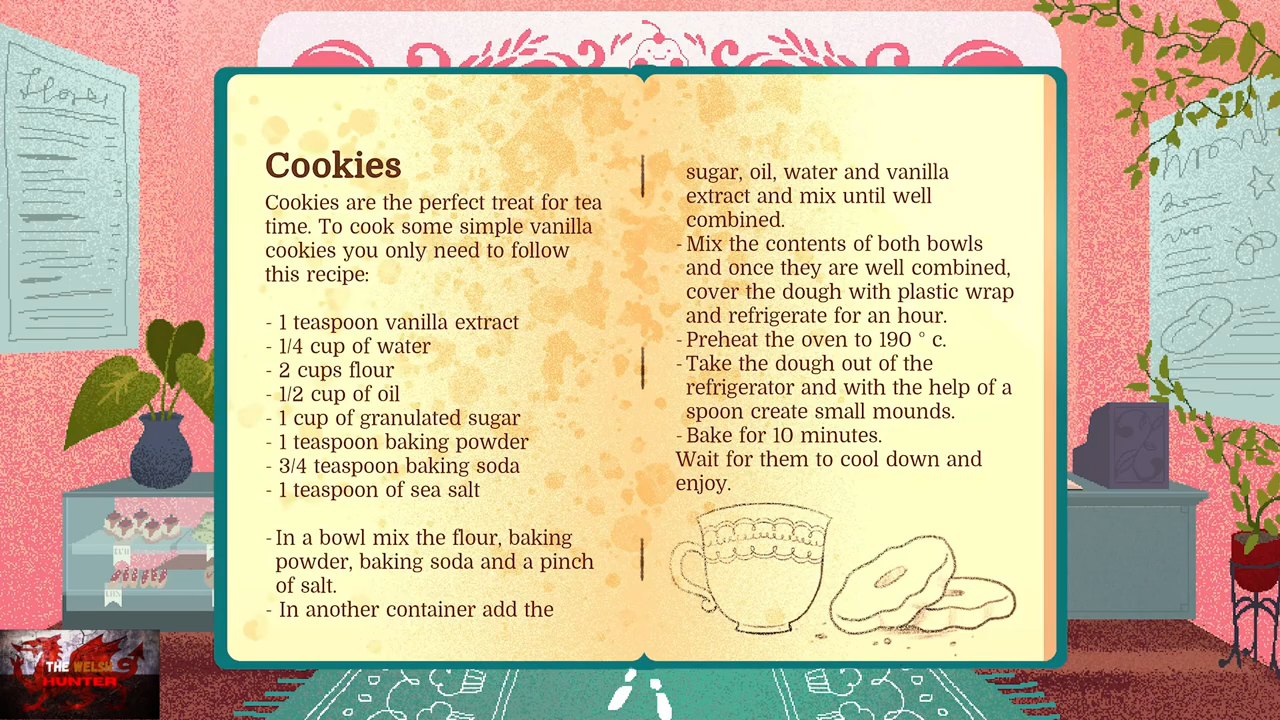 Cookies
Cookies are the perfect treat for tea
time. To cook some simple vanilla
cookies you only need to follow
this recipe:
- 1 teaspoon vanilla extract
- 1/4 cup of water
- 2 cups flour
- 1/2 cup of oil
- 1 cup of granulated sugar
- 1 teaspoon baking powder
- 3/4 teaspoon baking soda
- 1 teaspoon of sea salt
- In a bowl mix the flour, baking
powder, baking soda and a pinch
of salt.
- In another container add the
sugar, oil, water and vanilla
extract and mix until well
combined.
- Mix the contents of both bowls
and once they are well combined,
cover the dough with plastic wrap
and refrigerate for an hour.
- Preheat the oven to 190 ° c.
- Take the dough out of the
refrigerator and with the help of a
spoon create small mounds.
- Bake for 10 minutes.
Wait for them to cool down and
enjoy.
THE WELSH
HUNTER